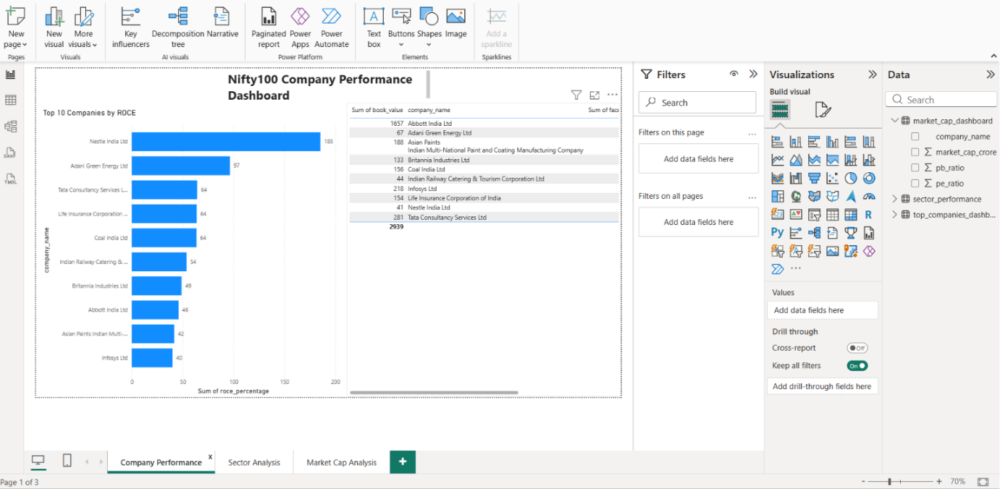 New page
New visual
More visuals
Key influencers
Decomposition tree
Narrative
Paginated report
Power Apps
Power Automate
Text box
Buttons
Shapes
Image
Add a sparkline
Pages
Visuals
AI visuals
Power Platform
Elements
Sparklines
DAX
TMDL
Nifty100 Company Performance
Dashboard
Top 10 Companies by ROCE
company_name
Nestle India Ltd 185
Adani Green Energy Ltd 97
Tata Consultancy Services L... 64
Life Insurance Corporation ... 64
Coal India Ltd 64
Indian Railway Catering &... 54
Britannia Industries Ltd 49
Abbott India Ltd 46
Asian Paints Indian Multi-... 42
Infosys Ltd 40
0 50 100 150 200
Sum of roce_percentage
Sum of book_value company_name Sum of face
1657 Abbott India Ltd
67 Adani Green Energy Ltd
188 Asian Paints
Indian Multi-National Paint and Coating Manufacturing Company
133 Britannia Industries Ltd
156 Coal India Ltd
44 Indian Railway Catering & Tourism Corporation Ltd
218 Infosys Ltd
154 Life Insurance Corporation of India
41 Nestle India Ltd
281 Tata Consultancy Services Ltd
2939
Filters
Search
Filters on this page ...
Add data fields here
Filters on all pages ...
Add data fields here
Visualizations
Build visual
123
R
Py
...
Values
Add data fields here
Drill through
Cross-report Off
Keep all filters On
Add drill-through fields here
Data
Search
market_cap_dashboard
company_name
∑ market_cap_crore
∑ pb_ratio
∑ pe_ratio
sector_performance
top_companies_dashb...
Company Performance x
Sector Analysis
Market Cap Analysis
+
Page 1 of 3
- + 70%